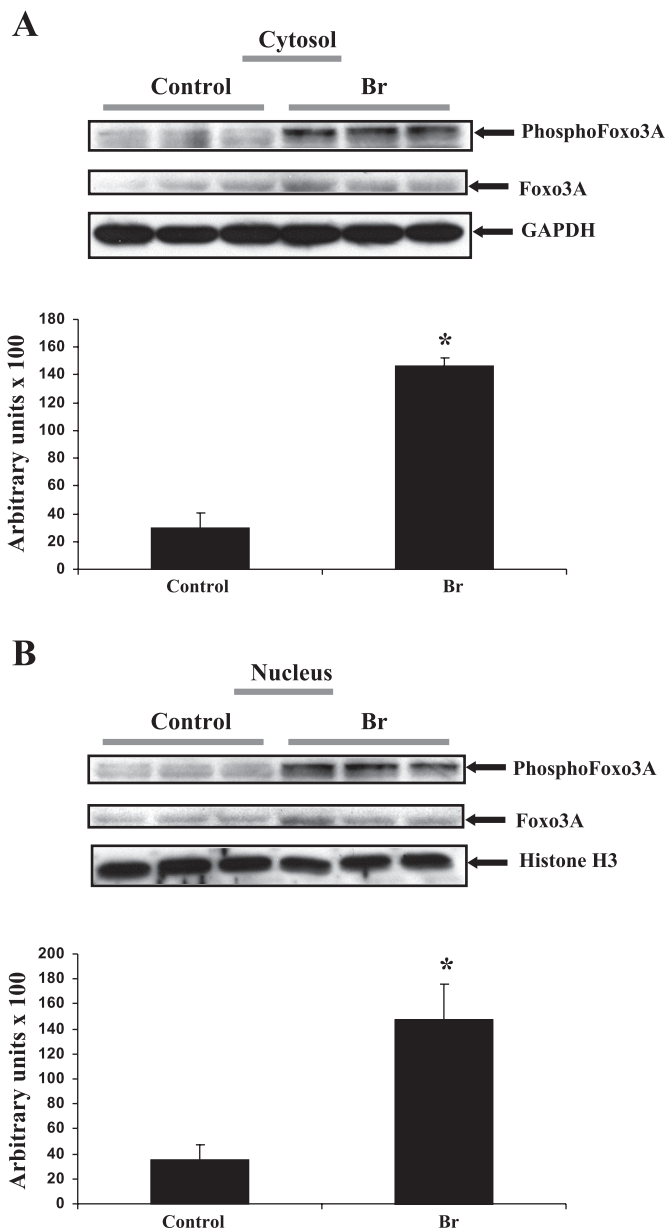 A
Cytosol
Control Br
PhosphoFoxo3A
Foxo3A
GAPDH
Arbitrary units x 100
180
160
140
120
100
80
60
40
20
0
*
Control Br
B
Nucleus
Control Br
PhosphoFoxo3A
Foxo3A
Histone H3
Arbitrary units x 100
200
180
160
140
120
100
80
60
40
20
0
*
Control Br